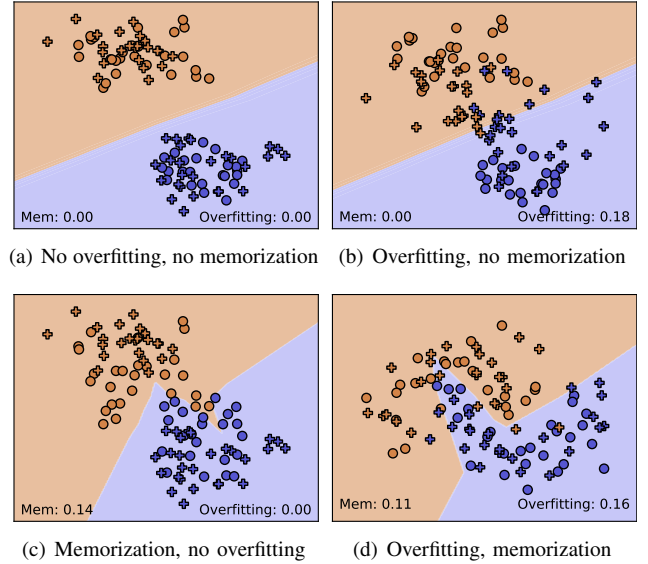 Mem: 0.00 Overfitting: 0.00
Mem: 0.00 Overfitting: 0.18
(a) No overfitting, no memorization
(b) Overfitting, no memorization
Mem: 0.14 Overfitting: 0.00
Mem: 0.11 Overfitting: 0.16
(c) Memorization, no overfitting
(d) Overfitting, memorization